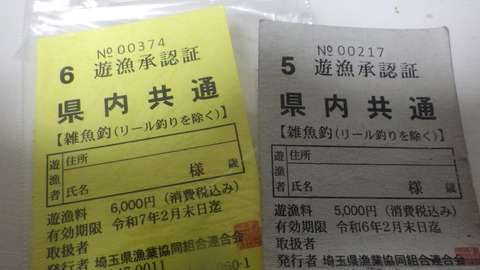 №00374
6 遊漁承認証
県内共通
【雑魚釣(リール釣りを除く)】
遊漁者
住所
氏名 様 歳
遊漁料 6,000円(消費税込み)
有効期限 令和7年2月末日迄
取扱者
発行者 埼玉県漁業協同組合連合会
№00217
5 遊漁承認証
県内共通
【雑魚釣(リール釣りを除く)】
遊漁者
住所
氏名 様 歳
遊漁料 5,000円(消費税込み)
有効期限 令和6年2月末日迄
取扱者
発行者 埼玉県漁業協同組合連合会